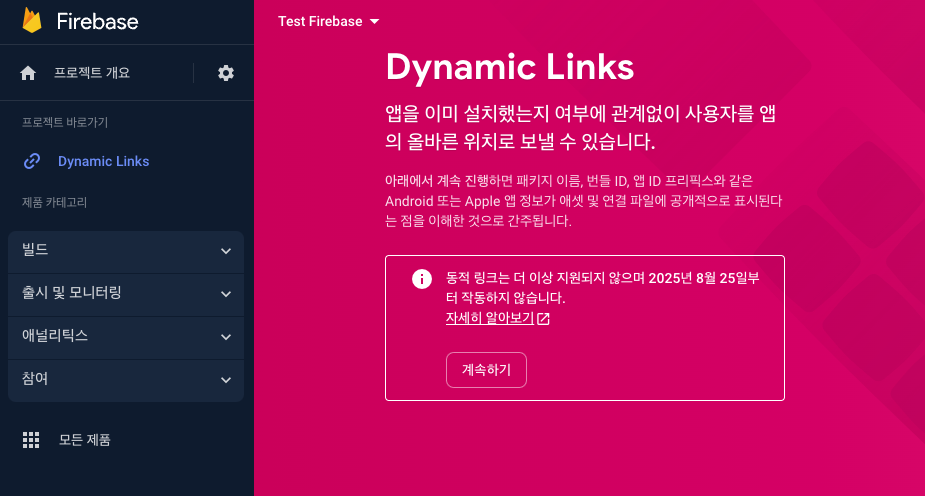 Firebase
프로젝트 개요
프로젝트 바로가기
Dynamic Links
제품 카테고리
빌드
출시 및 모니터링
애널리틱스
참여
모든 제품
Test Firebase
Dynamic Links
앱을 이미 설치했는지 여부에 관계없이 사용자를 앱
의 올바른 위치로 보낼 수 있습니다.
아래에서 계속 진행하면 패키지 이름, 번들 ID, 앱 ID 프리픽스와 같은
Android 또는 Apple 앱 정보가 애셋 및 연결 파일에 공개적으로 표시된다
는 점을 이해한 것으로 간주됩니다.
동적 링크는 더 이상 지원되지 않으며 2025년 8월 25일부
터 작동하지 않습니다.
자세히 알아보기
계속하기